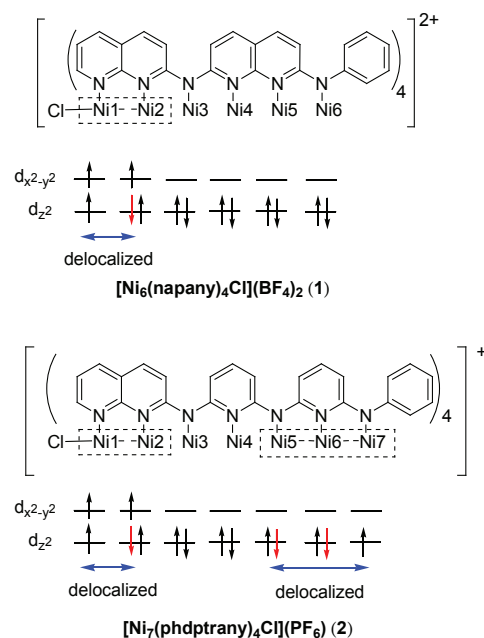 2+
N N N N N N
4
Cl Ni1 Ni2 Ni3 Ni4 Ni5 Ni6
dx²-y²
dz²
delocalized
[Ni6(napany)4Cl](BF4)2 (1)
+
N N N N N N N
4
Cl Ni1 Ni2 Ni3 Ni4 Ni5 Ni6 Ni7
dx²-y²
dz²
delocalized delocalized
[Ni7(phdptrany)4Cl](PF6) (2)